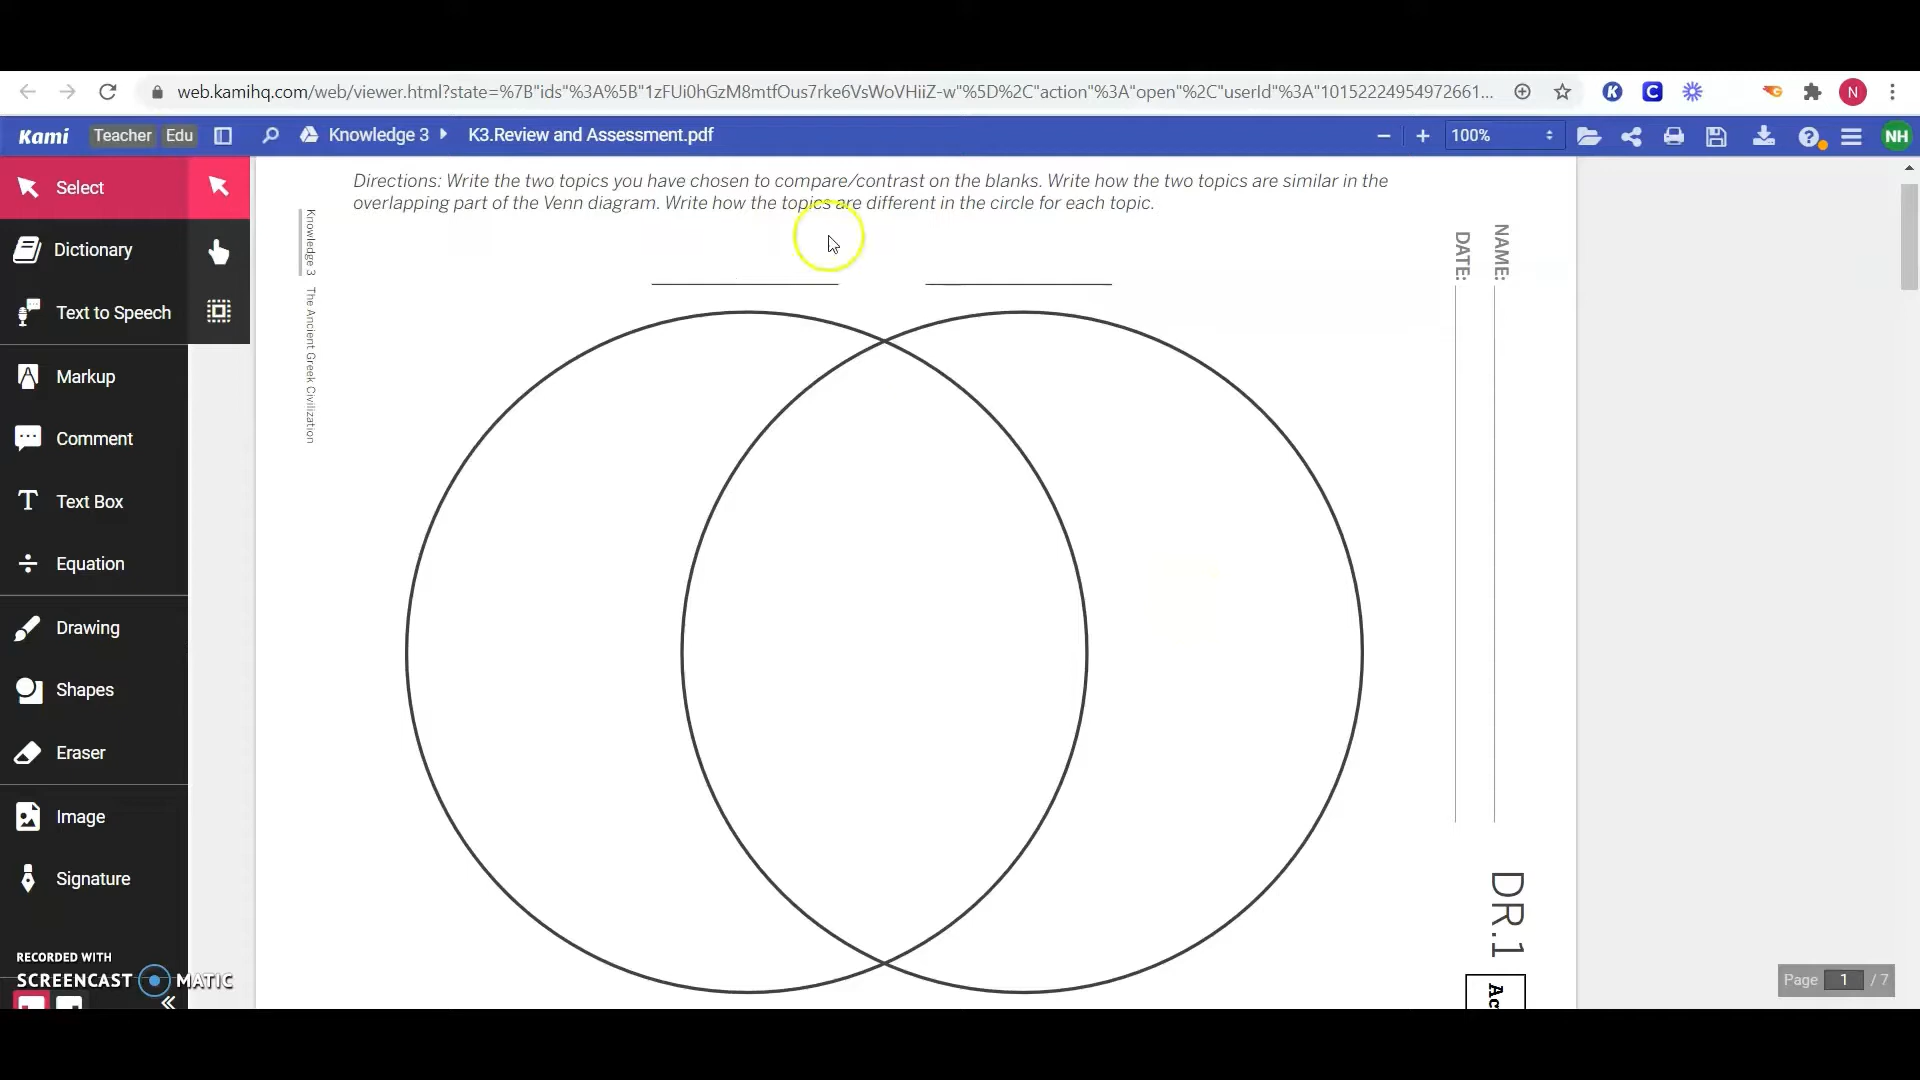 web.kamihq.com/web/viewer.html?state=%7B"ids"%3A%5B"1zFUi0hGzM8mtfOus7rke6VsWoVHiiZ-w"%5D%2C"action"%3A"open"%2C"userId"%3A"10152224954972661...
K
C
N
Kami
Teacher
Edu
Knowledge 3
K3.Review and Assessment.pdf
100%
NH
Select
Dictionary
Text to Speech
Markup
Comment
Text Box
Equation
Drawing
Shapes
Eraser
Image
Signature
RECORDED WITH
SCREENCAST MATIC
Directions: Write the two topics you have chosen to compare/contrast on the blanks. Write how the two topics are similar in the
overlapping part of the Venn diagram. Write how the topics are different in the circle for each topic.
Knowledge 3 The Ancient Greek Civilization
NAME:
DATE:
DR.1
Ac
Page 1 / 7